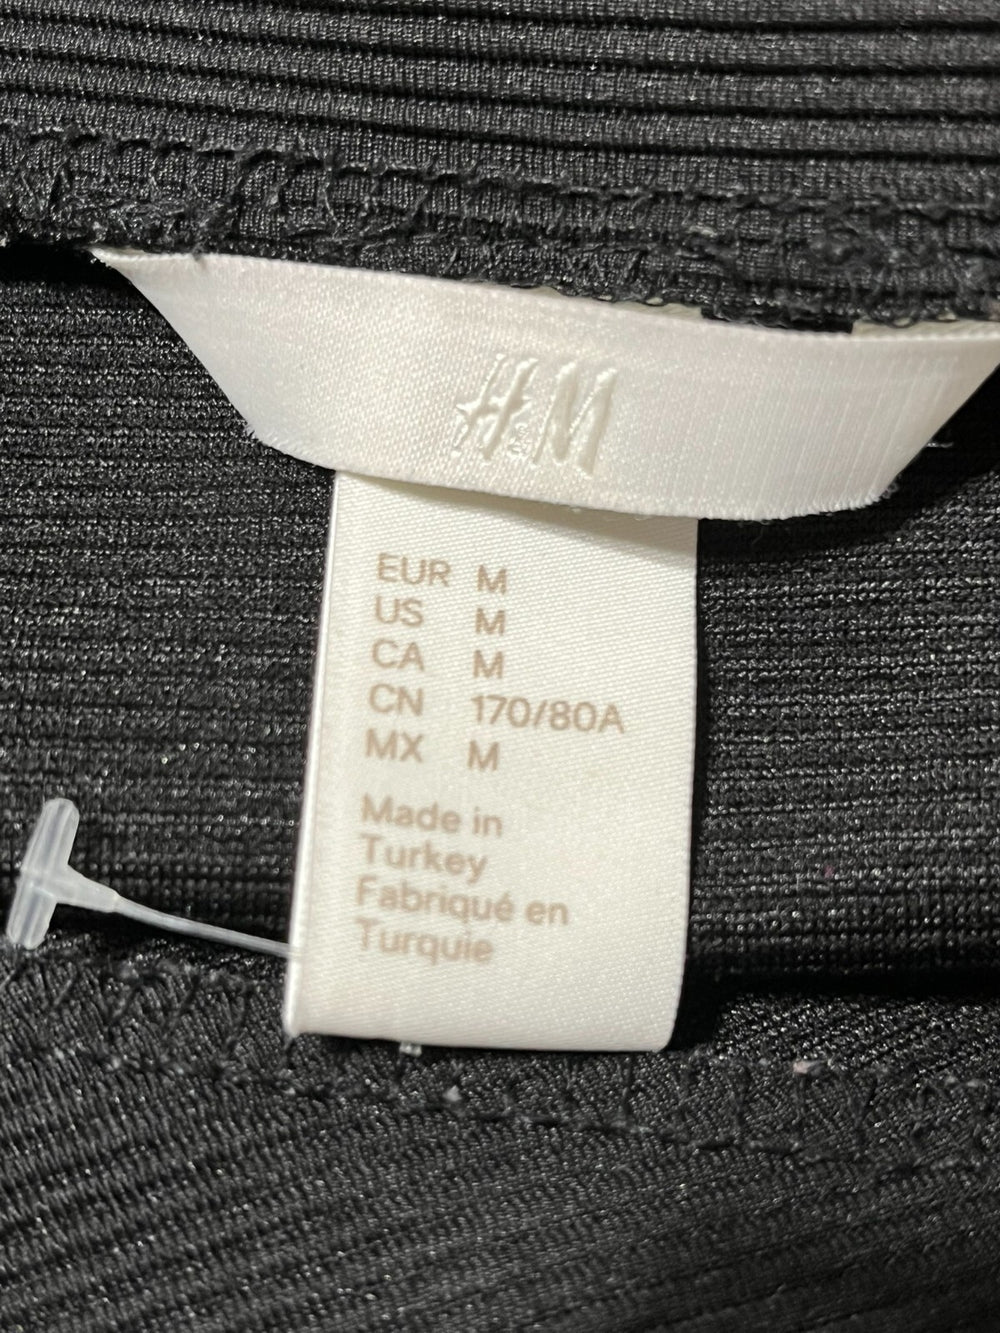 H&M
EUR M
US M
CA M
CN 170/80A
MX M
Made in
Turkey
Fabriqué en
Turquie